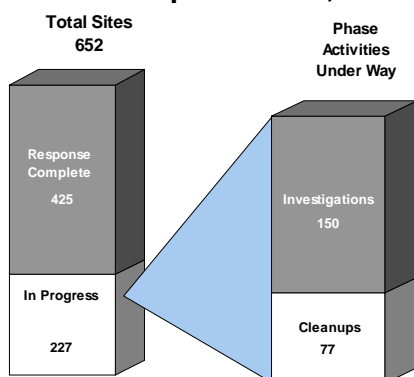 Total Sites
652
Phase
Activities
Under Way
Response
Complete
425
In Progress
227
Investigations
150
Cleanups
77